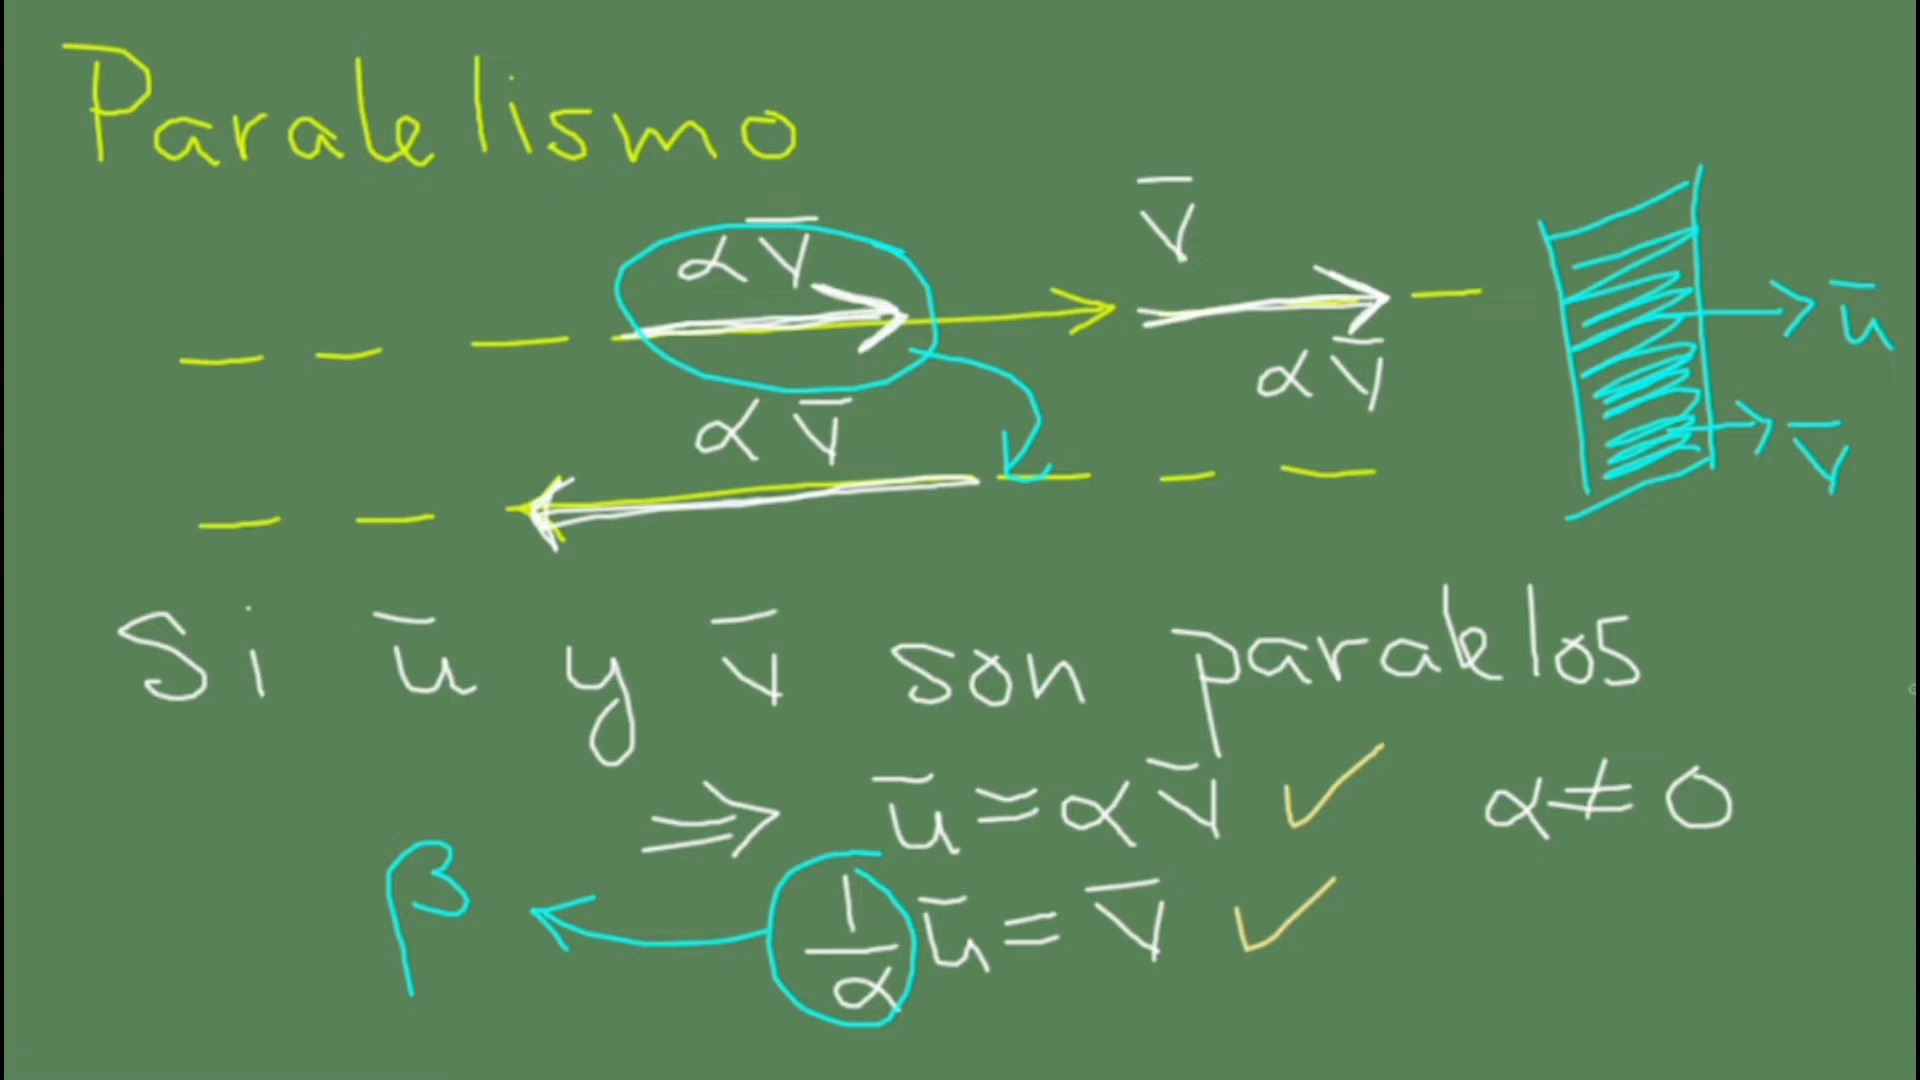 Paralelismo
αv̅
v̅
αv̅
αv̅
u̅
v̅
Si u̅ y v̅ son paralelos
⇒ u̅ = αv̅ ✓ α ≠ 0
β ← 1/α u̅ = v̅ ✓